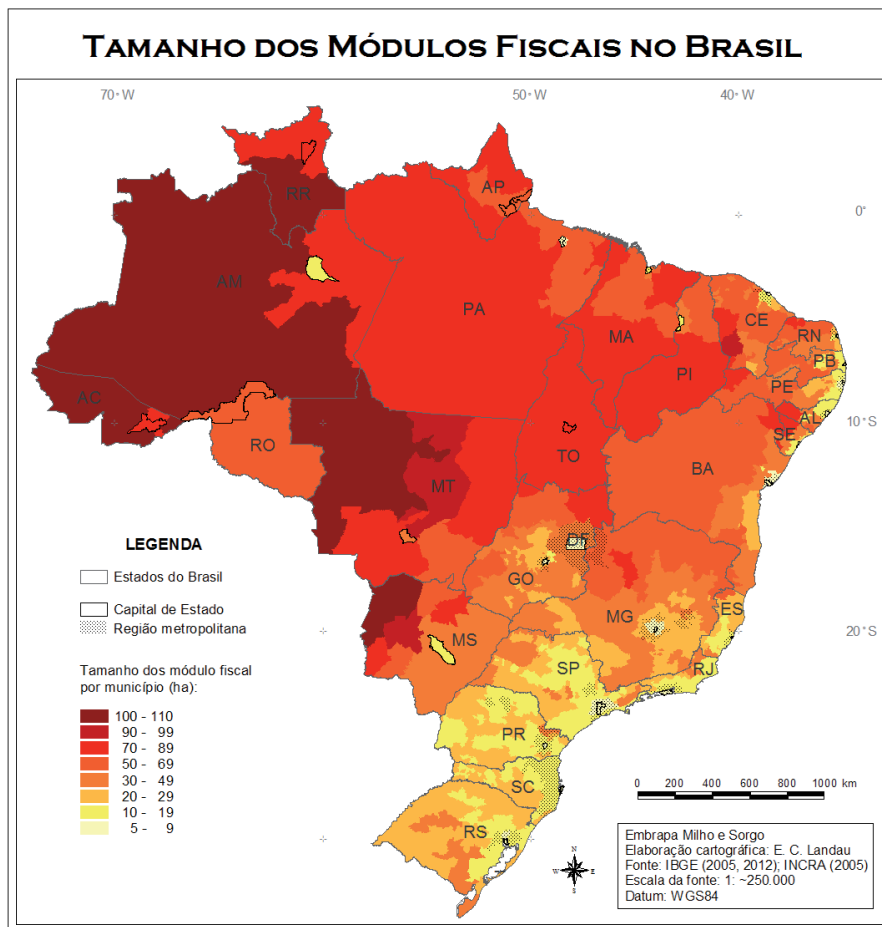 TAMANHO DOS MÓDULOS FISCAIS NO BRASIL
70°W 50°W 40°W
0°
RR AP
AM PA MA CE RN
PB
PI PE
AC AL
SE 10°S
RO TO
MT BA
DF
GO
MG ES
MS 20°S
SP RJ
PR
SC
RS
LEGENDA
Estados do Brasil
Capital de Estado
Região metropolitana
Tamanho dos módulo fiscal
por município (ha):
100 - 110
90 - 99
70 - 89
50 - 69
30 - 49
20 - 29
10 - 19
5 - 9
0 200 400 600 800 1000 km
N
W E
S
Embrapa Milho e Sorgo
Elaboração cartográfica: E. C. Landau
Fonte: IBGE (2005, 2012); INCRA (2005)
Escala da fonte: 1: ~250.000
Datum: WGS84